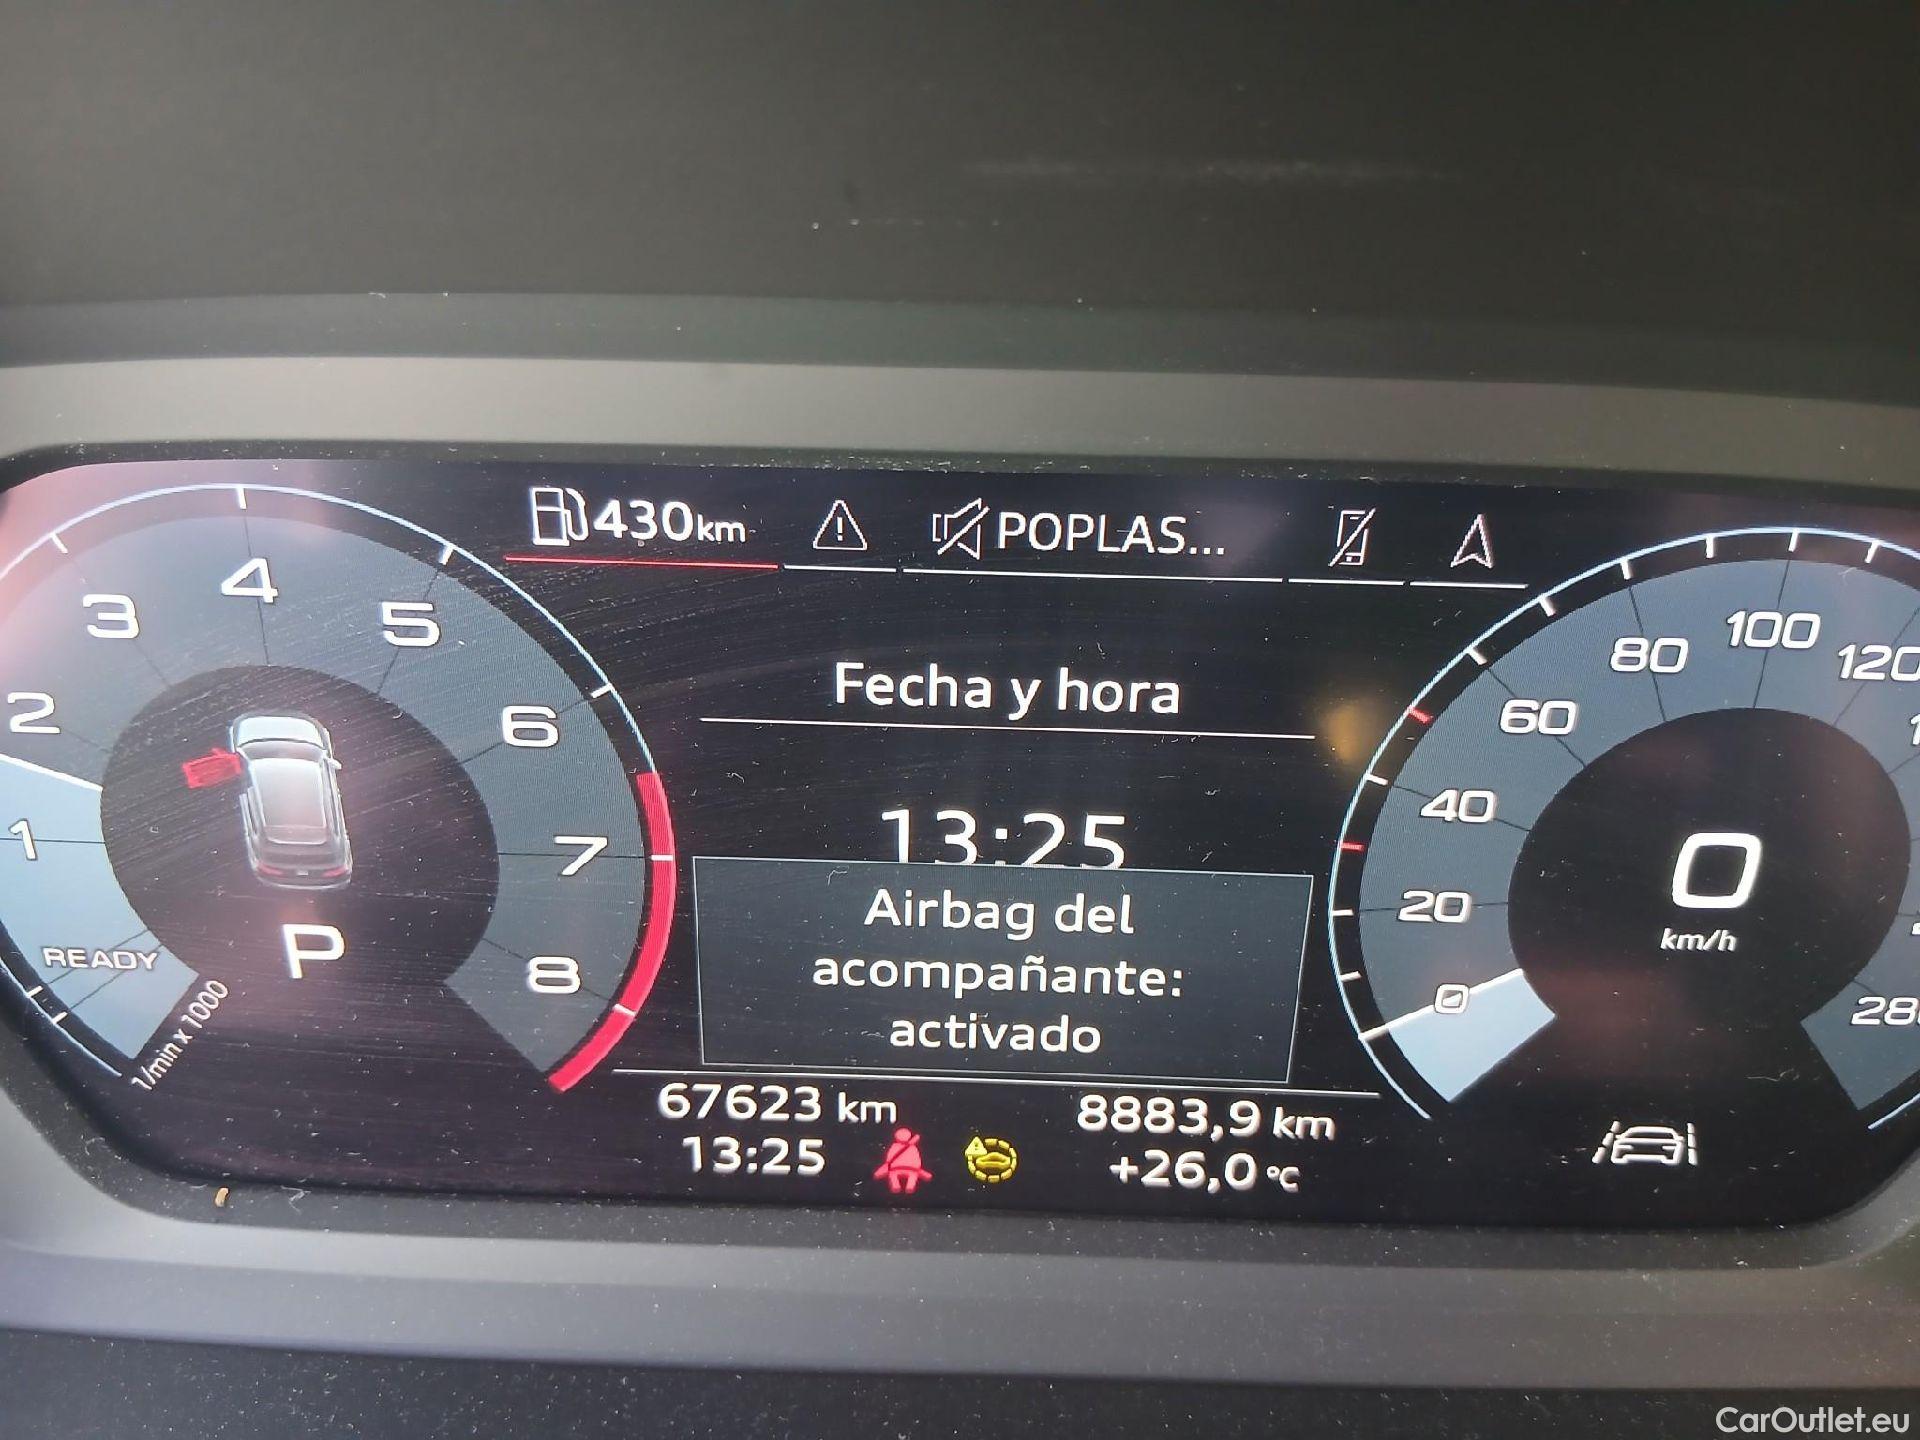 430 km
POPLAS...
Fecha y hora
13:25
Airbag del
acompañante:
activado
67623 km
13:25
8883,9 km
+26,0 °C
1
2
3
4
5
6
7
8
READY
P
1/min x 1000
0
20
40
60
80
100
120
0
km/h
CarOutlet.eu